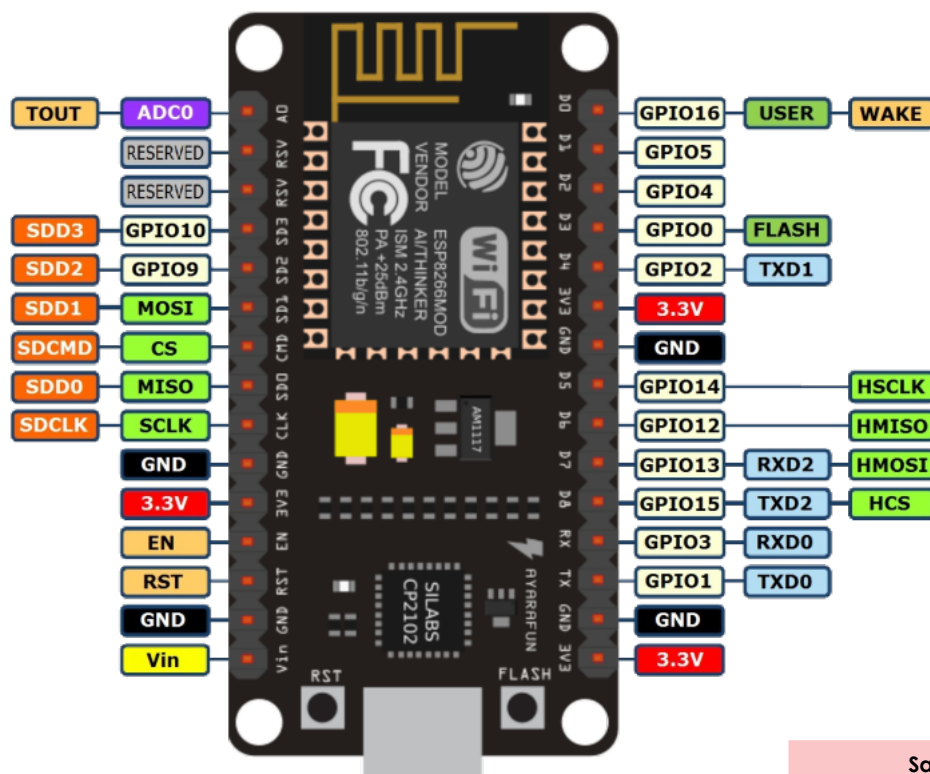 TOUT ADC0 A0 D0 GPIO16 USER WAKE
RESERVED RSV D1 GPIO5
RESERVED RSV D2 GPIO4
SDD3 GPIO10 SD3 D3 GPIO0 FLASH
SDD2 GPIO9 SD2 D4 GPIO2 TXD1
SDD1 MOSI SD1 3V3 3.3V
SDCMD CS CMD GND GND
SDD0 MISO SD0 D5 GPIO14 HSCLK
SDCLK SCLK CLK D6 GPIO12 HMISO
GND GND D7 GPIO13 RXD2 HMOSI
3.3V 3V3 D8 GPIO15 TXD2 HCS
EN EN RX GPIO3 RXD0
RST RST TX GPIO1 TXD0
GND GND GND GND
Vin Vin 3V3 3.3V
MODEL ESP8266MOD
VENDOR AI/THINKER
ISM 2.4GHz
PA +25dBm
802.11b/g/n
FC
Wi Fi
AM1117
SILABS
CP2102
AYARAFUN
RST FLASH